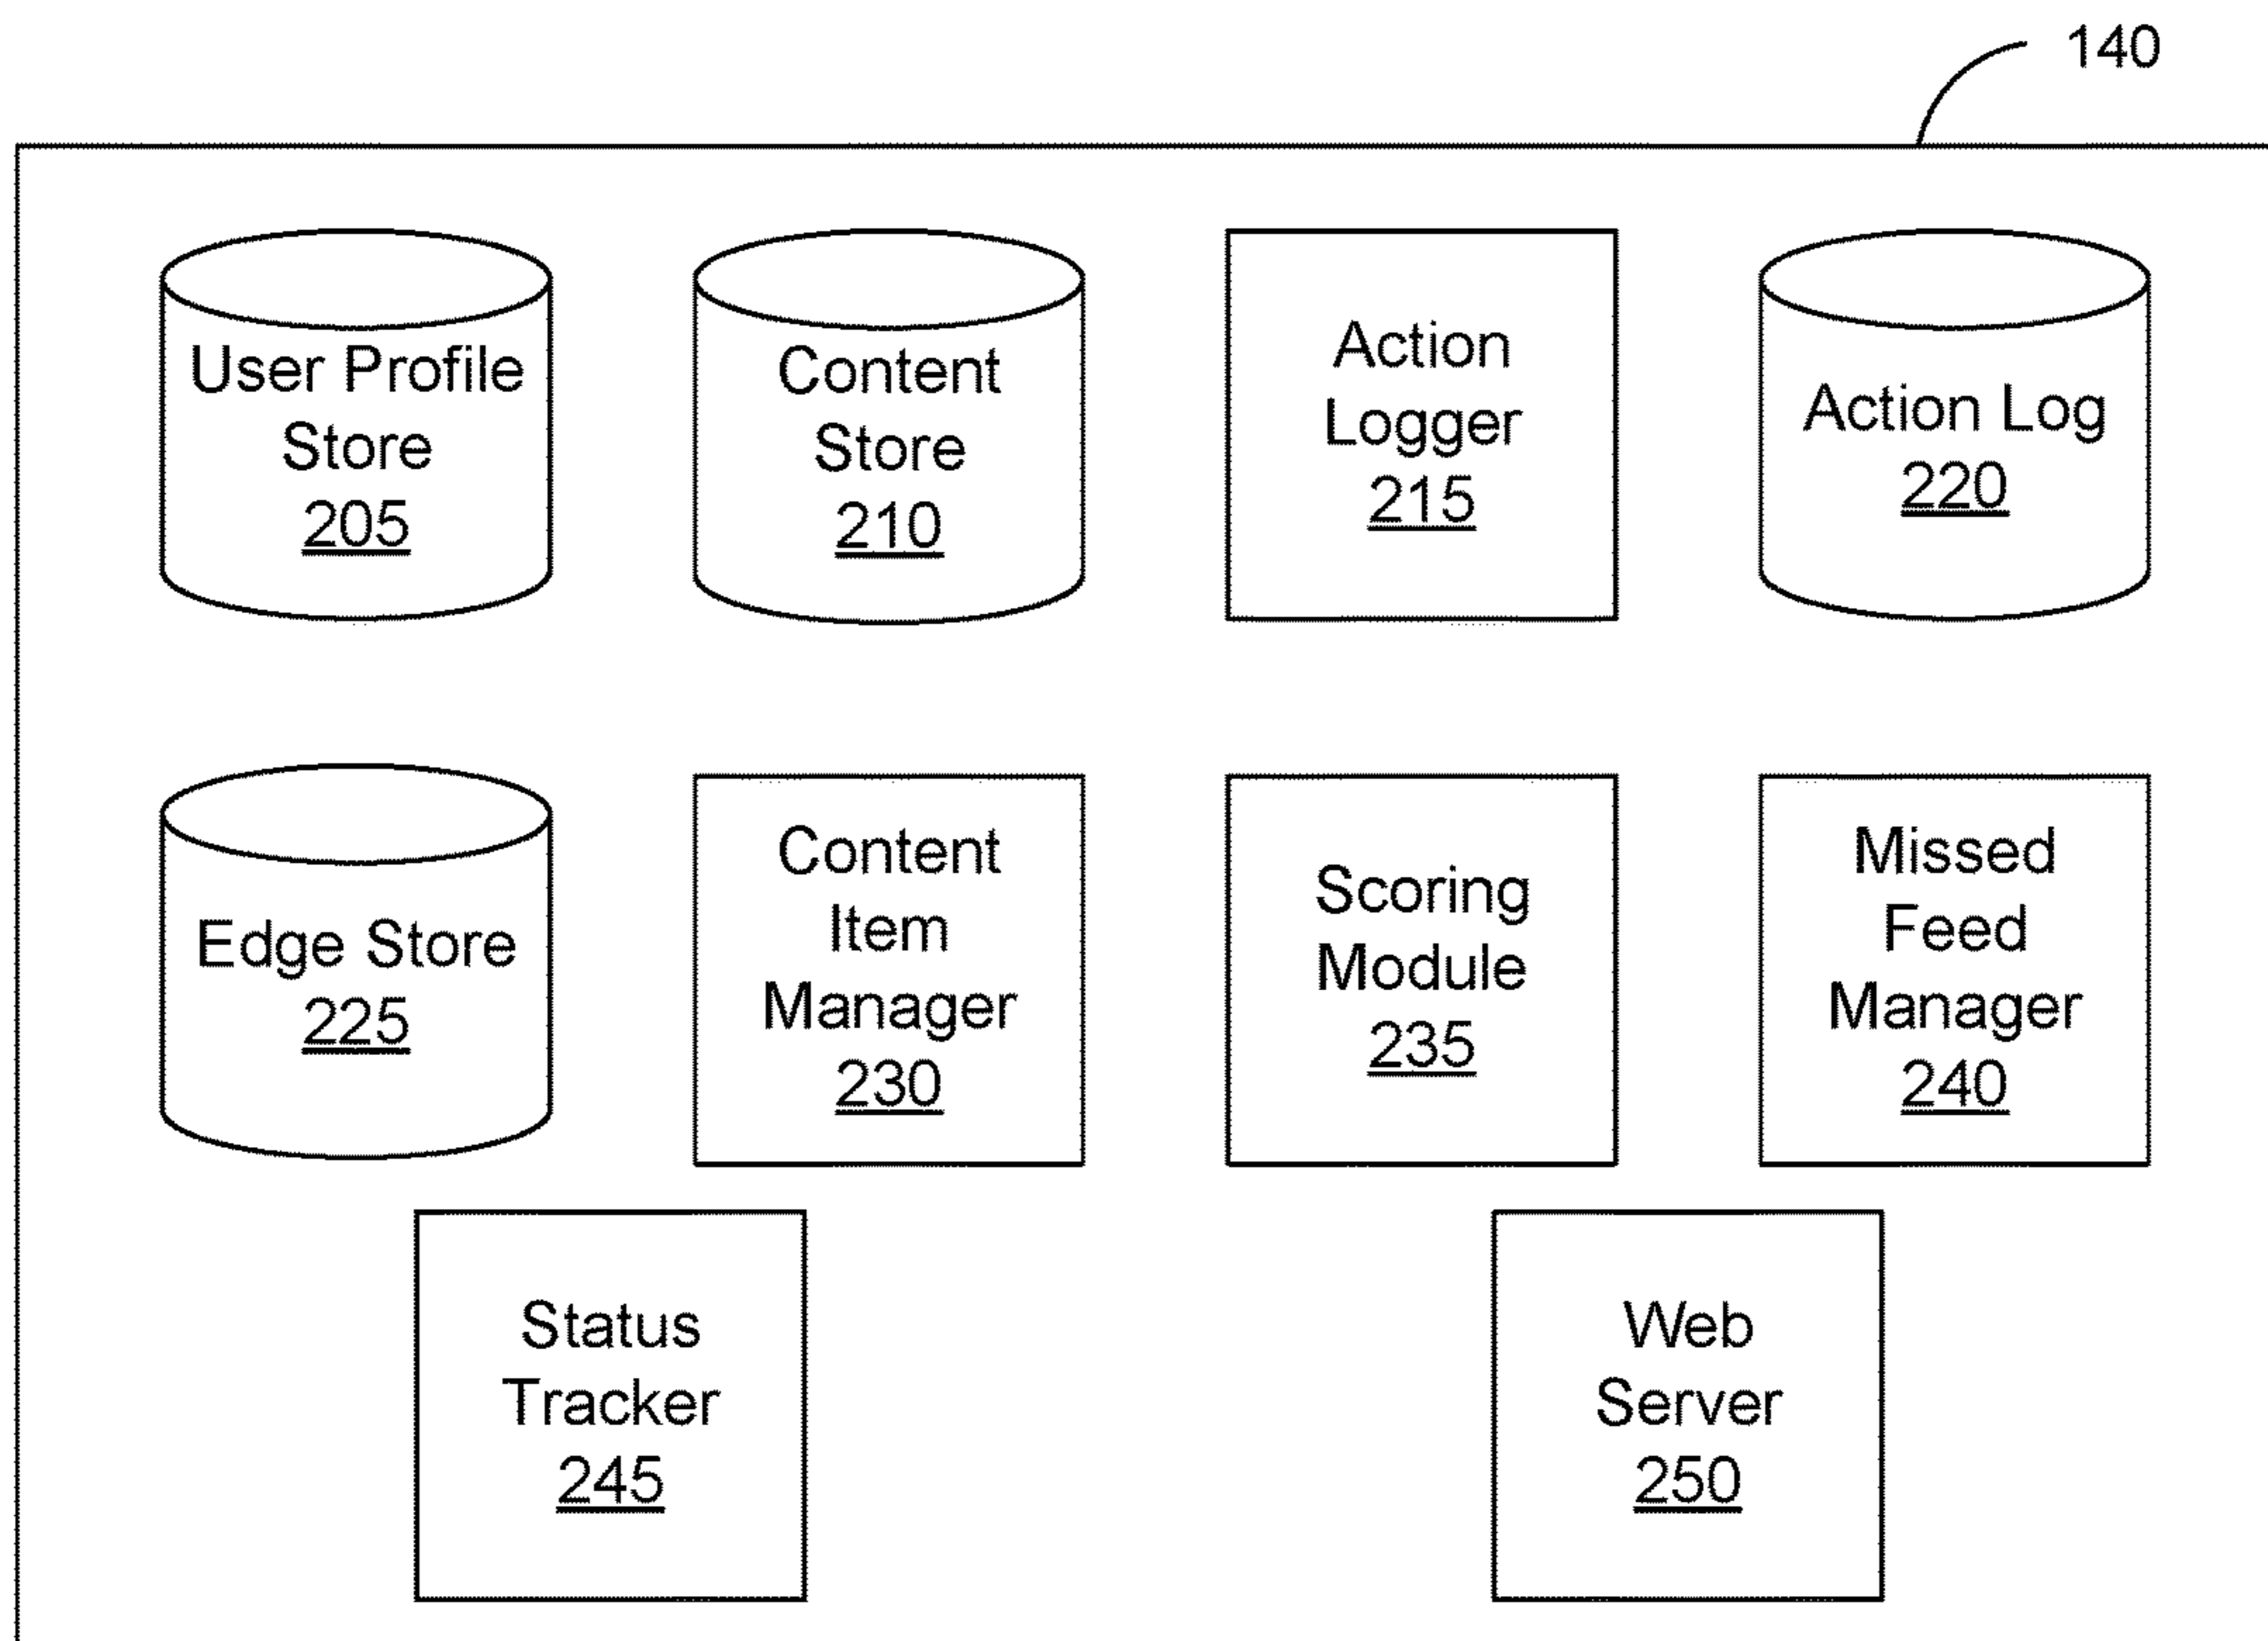 140
User Profile
Store
205
Content
Store
210
Action
Logger
215
Action Log
220
Edge Store
225
Content
Item
Manager
230
Scoring
Module
235
Missed
Feed
Manager
240
Status
Tracker
245
Web
Server
250